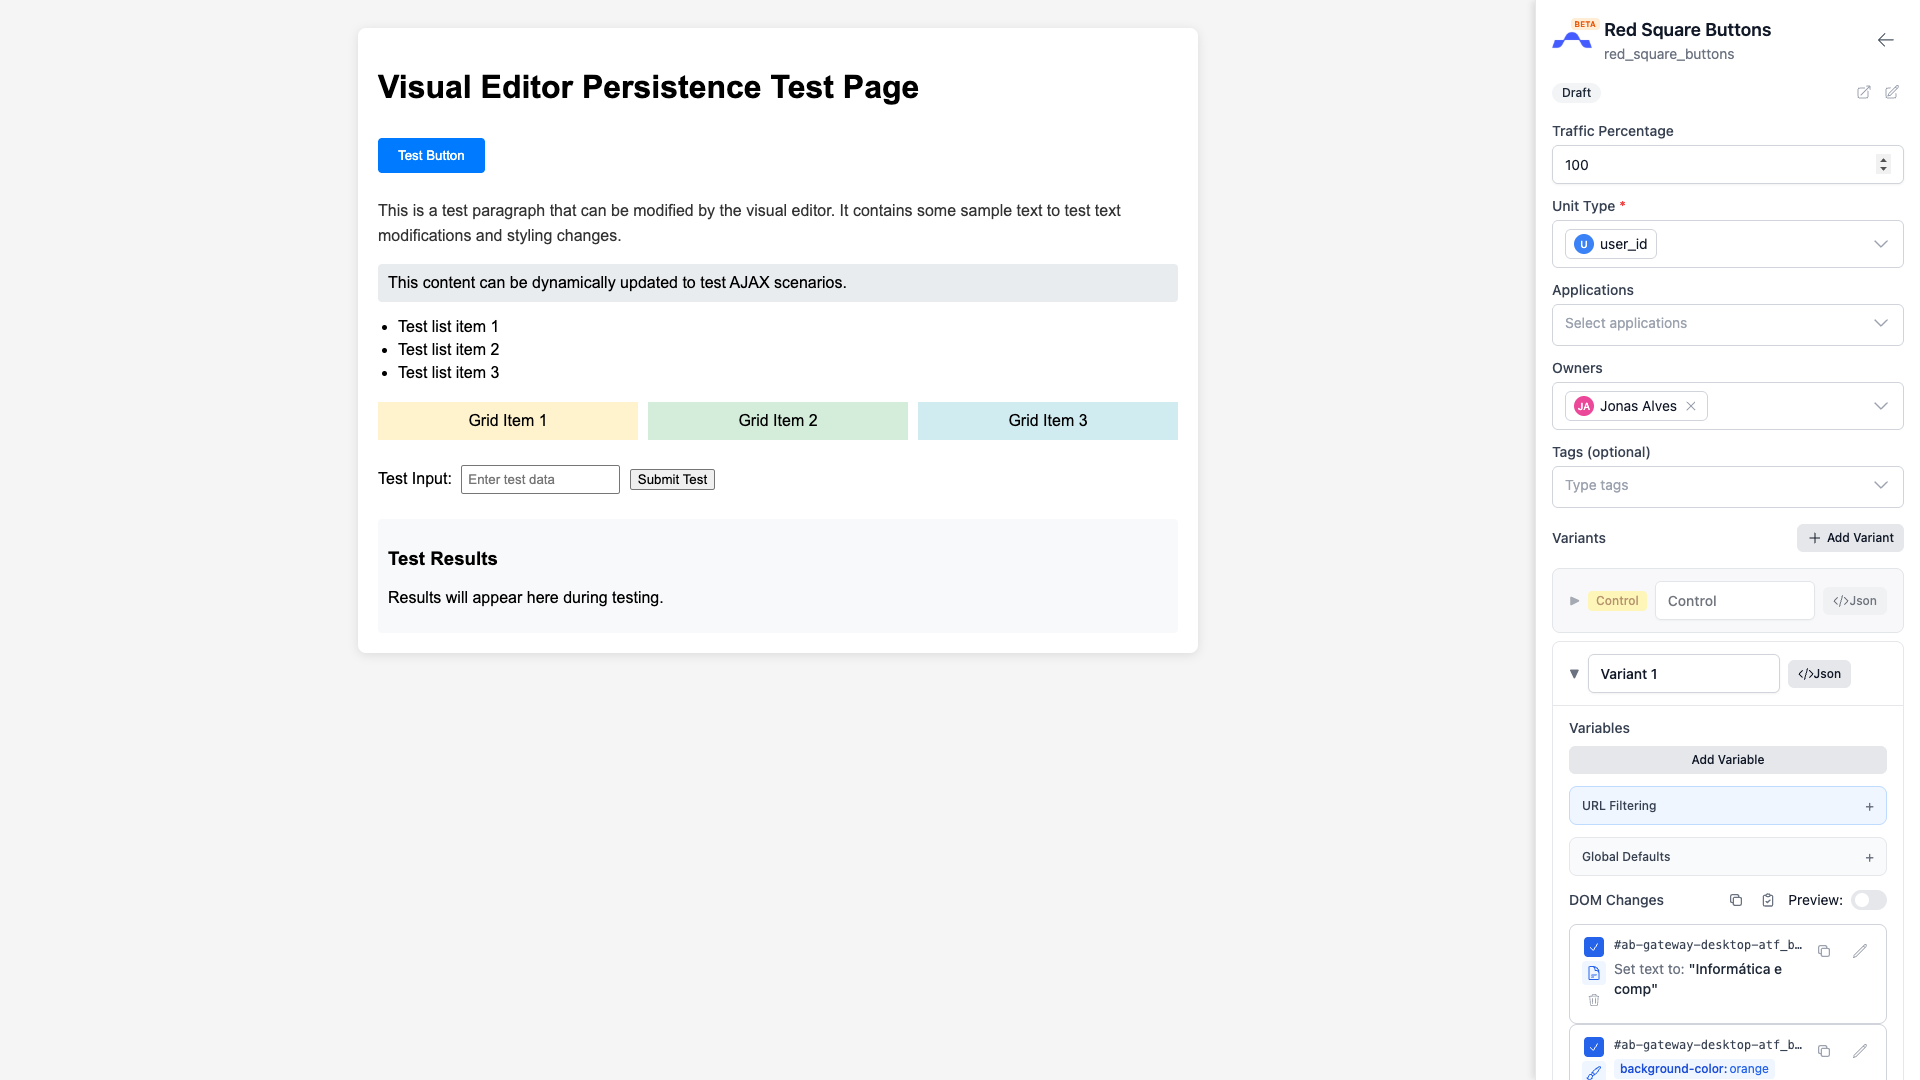 Visual Editor Persistence Test Page
Test Button
This is a test paragraph that can be modified by the visual editor. It contains some sample text to test text
modifications and styling changes.
This content can be dynamically updated to test AJAX scenarios.
Test list item 1
Test list item 2
Test list item 3
Grid Item 1
Grid Item 2
Grid Item 3
Test Input:
Enter test data
Submit Test
Test Results
Results will appear here during testing.
BETA
Red Square Buttons
red_square_buttons
Draft
Traffic Percentage
100
Unit Type *
U user_id
Applications
Select applications
Owners
JA Jonas Alves
Tags (optional)
Type tags
Variants
+ Add Variant
Control
Control
</>Json
Variant 1
</>Json
Variables
Add Variable
URL Filtering +
Global Defaults +
DOM Changes
Preview:
#ab-gateway-desktop-atf_b…
Set text to: "Informática e
comp"
#ab-gateway-desktop-atf_b…
background-color: orange